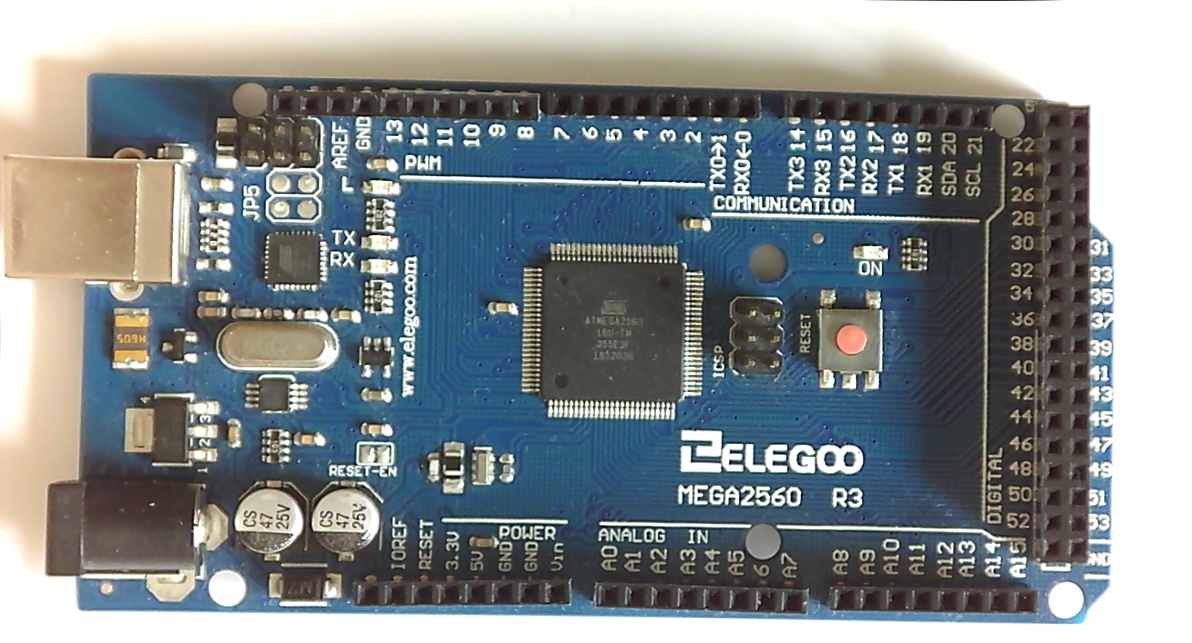 AREF
GND
13
12
11
10
9
8
7
6
5
4
3
2
TX0→1
RX0←0
TX3 14
RX3 15
TX2 16
RX2 17
TX1 18
RX1 19
SDA 20
SCL 21
PWM
COMMUNICATION
JP5
L
TX
RX
ON
www.elegoo.com
ATMEGA2560
16U-TW
ICSP
RESET
22
24
26
28
30
32
34
36
38
40
42
44
46
48
50
52
31
33
35
37
39
41
43
45
47
49
51
53
GND
DIGITAL
RESET-EN
CS
47
25V
CS
47
25V
ELEGOO
MEGA2560 R3
POWER
IOREF
RESET
3.3V
5V
GND
GND
Vin
ANALOG IN
A0
A1
A2
A3
A4
A5
6
A7
A8
A9
A10
A11
A12
A13
A14
A15